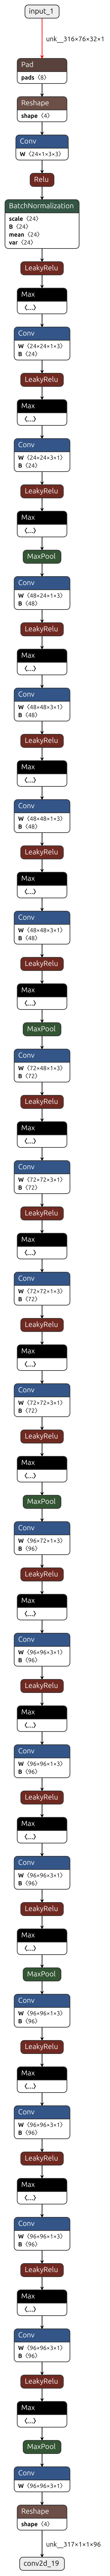 input_1
unk__316×76×32×1
Pad
pads ⟨8⟩
Reshape
shape ⟨4⟩
Conv
W ⟨24×1×3×3⟩
Relu
BatchNormalization
scale ⟨24⟩
B ⟨24⟩
mean ⟨24⟩
var ⟨24⟩
LeakyRelu
Max
⟨…⟩
Conv
W ⟨24×24×1×3⟩
B ⟨24⟩
LeakyRelu
Max
⟨…⟩
Conv
W ⟨24×24×3×1⟩
B ⟨24⟩
LeakyRelu
Max
⟨…⟩
MaxPool
Conv
W ⟨48×24×1×3⟩
B ⟨48⟩
LeakyRelu
Max
⟨…⟩
Conv
W ⟨48×48×3×1⟩
B ⟨48⟩
LeakyRelu
Max
⟨…⟩
Conv
W ⟨48×48×1×3⟩
B ⟨48⟩
LeakyRelu
Max
⟨…⟩
Conv
W ⟨48×48×3×1⟩
B ⟨48⟩
LeakyRelu
Max
⟨…⟩
MaxPool
Conv
W ⟨72×48×1×3⟩
B ⟨72⟩
LeakyRelu
Max
⟨…⟩
Conv
W ⟨72×72×3×1⟩
B ⟨72⟩
LeakyRelu
Max
⟨…⟩
Conv
W ⟨72×72×1×3⟩
B ⟨72⟩
LeakyRelu
Max
⟨…⟩
Conv
W ⟨72×72×3×1⟩
B ⟨72⟩
LeakyRelu
Max
⟨…⟩
MaxPool
Conv
W ⟨96×72×1×3⟩
B ⟨96⟩
LeakyRelu
Max
⟨…⟩
Conv
W ⟨96×96×3×1⟩
B ⟨96⟩
LeakyRelu
Max
⟨…⟩
Conv
W ⟨96×96×1×3⟩
B ⟨96⟩
LeakyRelu
Max
⟨…⟩
Conv
W ⟨96×96×3×1⟩
B ⟨96⟩
LeakyRelu
Max
⟨…⟩
MaxPool
Conv
W ⟨96×96×1×3⟩
B ⟨96⟩
LeakyRelu
Max
⟨…⟩
Conv
W ⟨96×96×3×1⟩
B ⟨96⟩
LeakyRelu
Max
⟨…⟩
Conv
W ⟨96×96×1×3⟩
B ⟨96⟩
LeakyRelu
Max
⟨…⟩
Conv
W ⟨96×96×3×1⟩
B ⟨96⟩
LeakyRelu
Max
⟨…⟩
MaxPool
Conv
W ⟨96×96×3×1⟩
Reshape
shape ⟨4⟩
unk__317×1×1×96
conv2d_19